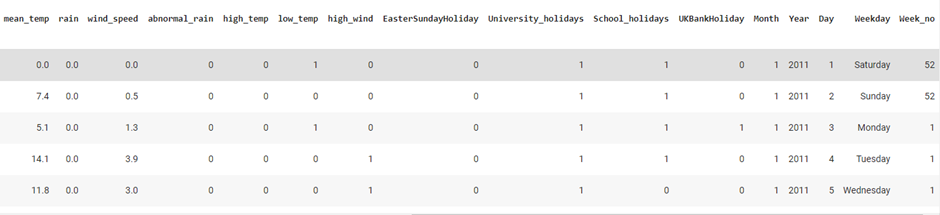 mean_temp rain wind_speed abnormal_rain high_temp low_temp high_wind EasterSundayHoliday University_holidays School_holidays UKBankHoliday Month Year Day Weekday Week_no
0.0 0.0 0.0 0 0 1 0 0 1 1 0 1 2011 1 Saturday 52
7.4 0.0 0.5 0 0 0 0 0 1 1 0 1 2011 2 Sunday 52
5.1 0.0 1.3 0 0 1 0 0 1 1 1 1 2011 3 Monday 1
14.1 0.0 3.9 0 0 0 1 0 1 1 0 1 2011 4 Tuesday 1
11.8 0.0 3.0 0 0 0 1 0 1 0 0 1 2011 5 Wednesday 1